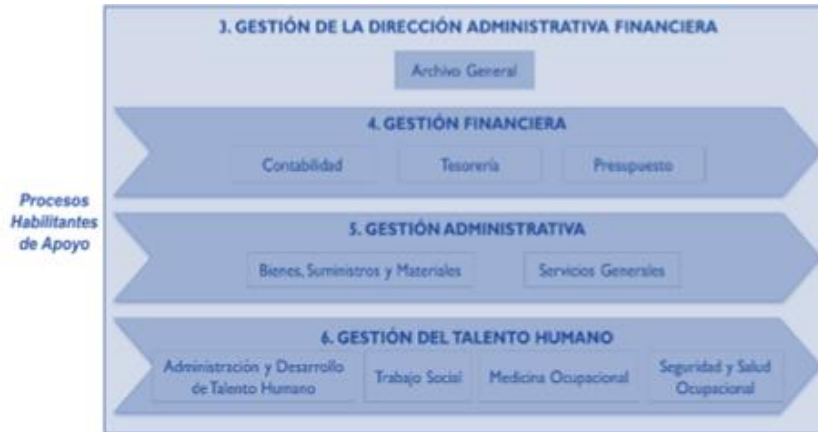 3. GESTIÓN DE LA DIRECCIÓN ADMINISTRATIVA FINANCIERA
Archivo General
4. GESTIÓN FINANCIERA
Contabilidad
Tesorería
Presupuesto
Procesos
Habilitantes
de Apoyo
5. GESTIÓN ADMINISTRATIVA
Bienes, Suministros y Materiales
Servicios Generales
6. GESTIÓN DEL TALENTO HUMANO
Administración y Desarrollo
de Talento Humano
Trabajo Social
Medicina Ocupacional
Seguridad y Salud
Ocupacional